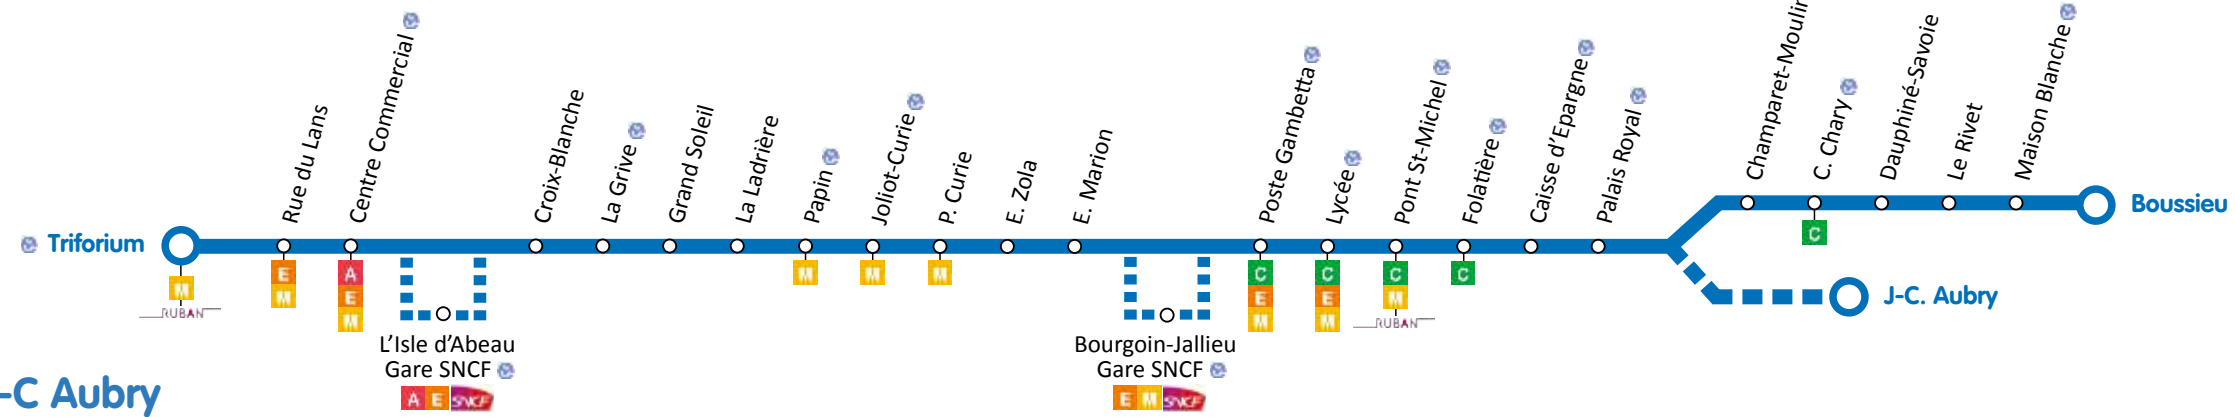 Triforium
M
RUBAN
Rue du Lans
E
M
Centre Commercial
A
E
M
L'Isle d'Abeau
Gare SNCF
A E SNCF
Croix-Blanche
La Grive
Grand Soleil
La Ladrière
Papin
M
Joliot-Curie
M
P. Curie
M
E. Zola
E. Marion
Bourgoin-Jallieu
Gare SNCF
E M SNCF
Poste Gambetta
C
E
M
Lycée
C
E
M
Pont St-Michel
C
M
RUBAN
Folatière
C
Caisse d'Epargne
Palais Royal
Champaret-Moulin
C. Chary
C
Dauphiné-Savoie
Le Rivet
Maison Blanche
Boussieu
J-C. Aubry
-C Aubry